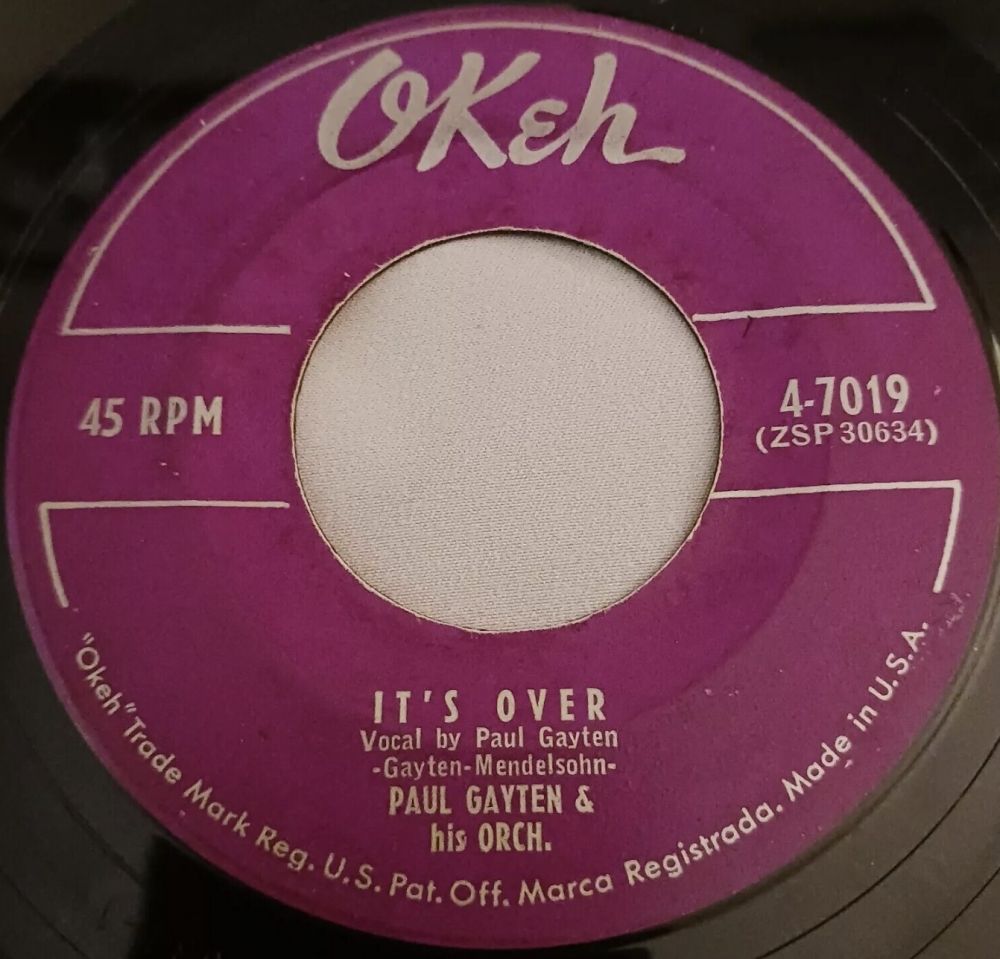 OKeh
45 RPM
4-7019
(ZSP 30634)
IT'S OVER
Vocal by Paul Gayten
-Gayten-Mendelsohn-
PAUL GAYTEN &
his ORCH.
"Okeh" Trade Mark Reg. U.S. Pat. Off. Marca Registrada. Made in U.S.A.